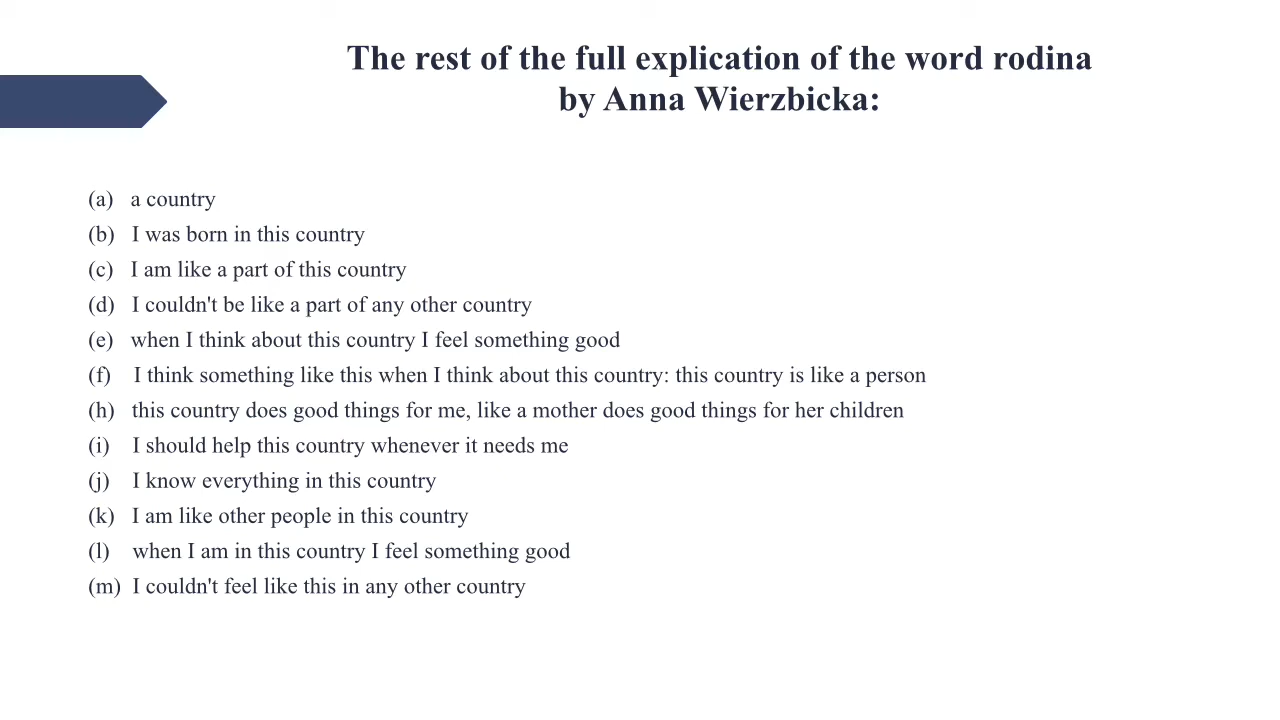 The rest of the full explication of the word rodina
by Anna Wierzbicka:
(a) a country
(b) I was born in this country
(c) I am like a part of this country
(d) I couldn't be like a part of any other country
(e) when I think about this country I feel something good
(f) I think something like this when I think about this country: this country is like a person
(h) this country does good things for me, like a mother does good things for her children
(i) I should help this country whenever it needs me
(j) I know everything in this country
(k) I am like other people in this country
(l) when I am in this country I feel something good
(m) I couldn't feel like this in any other country